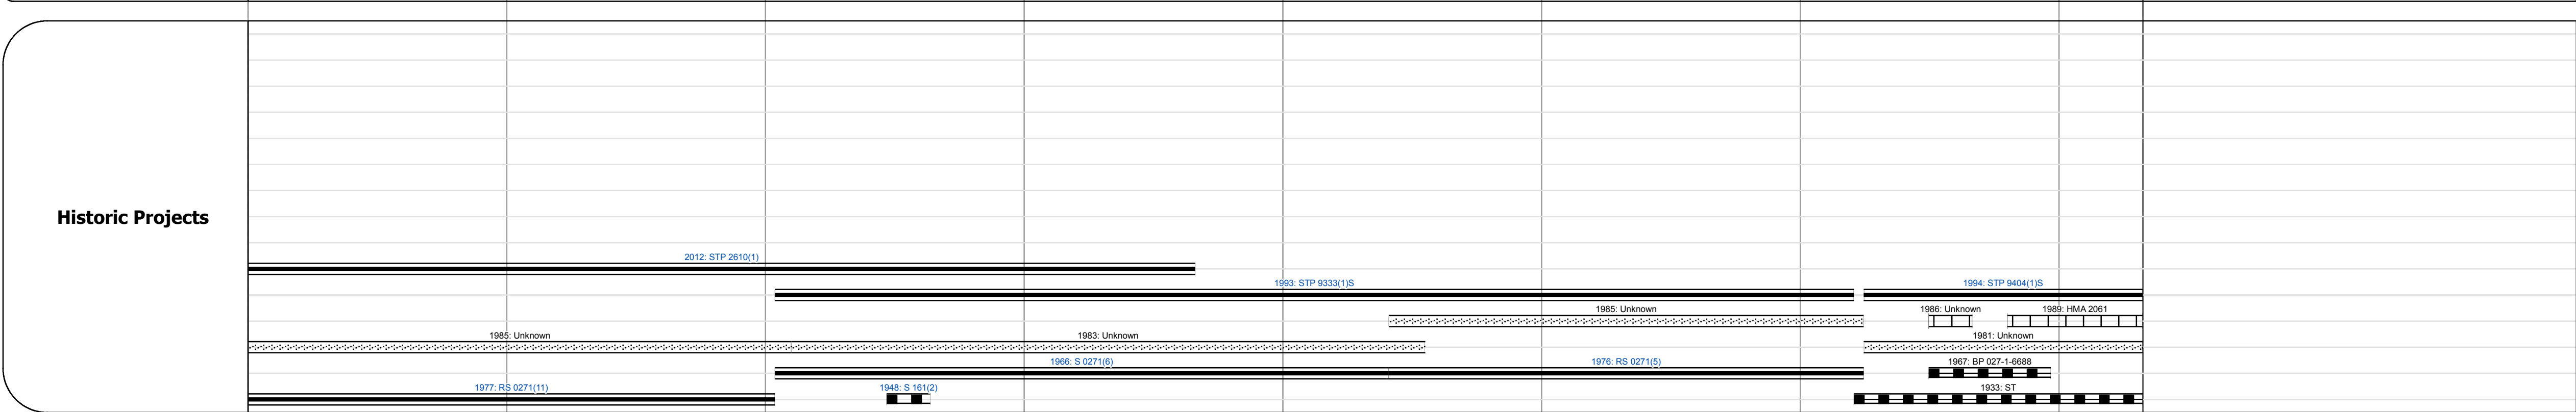 Historic Projects
2012: STP 2610(1)
1993: STP 9333(1)S
1994: STP 9404(1)S
1985: Unknown
1986: Unknown
1989: HMA 2061
1985: Unknown
1983: Unknown
1981: Unknown
1966: S 0271(6)
1976: RS 0271(5)
1967: BP 027-1-6688
1977: RS 0271(11)
1948: S 161(2)
1933: ST